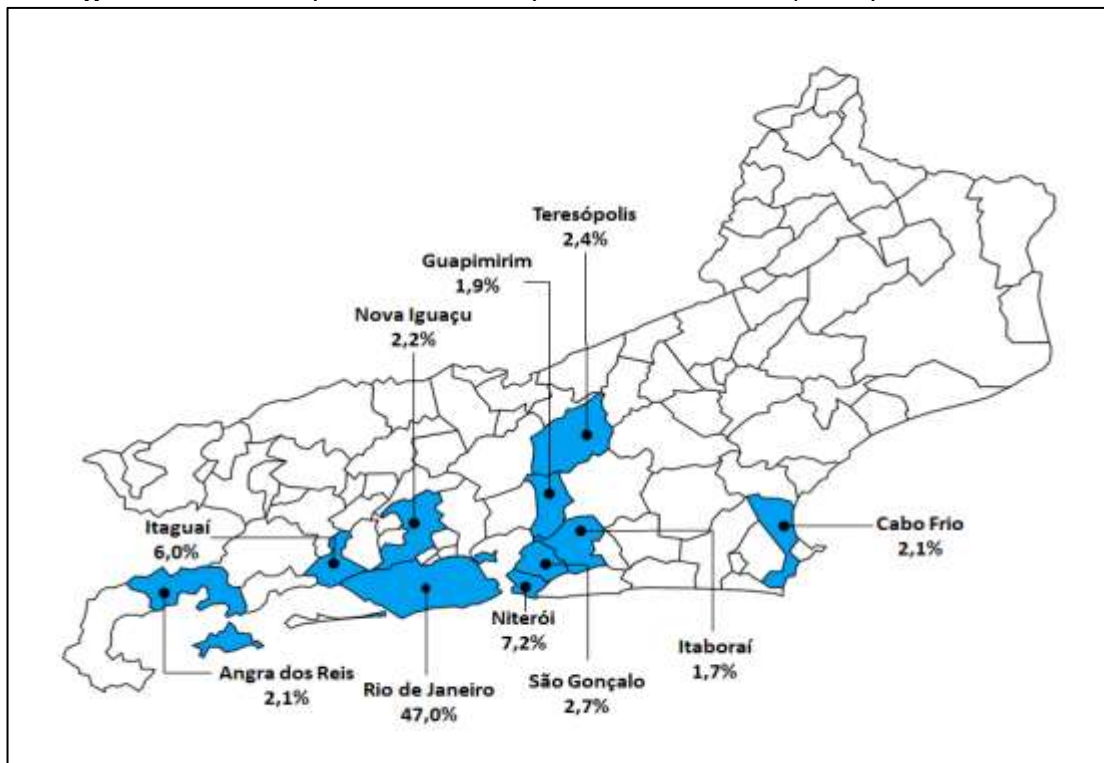 Teresópolis
2,4%
Guapimirim
1,9%
Nova Iguaçu
2,2%
Itaguaí
6,0%
Cabo Frio
2,1%
Niterói
7,2%
Itaboraí
1,7%
Angra dos Reis
2,1%
Rio de Janeiro
47,0%
São Gonçalo
2,7%